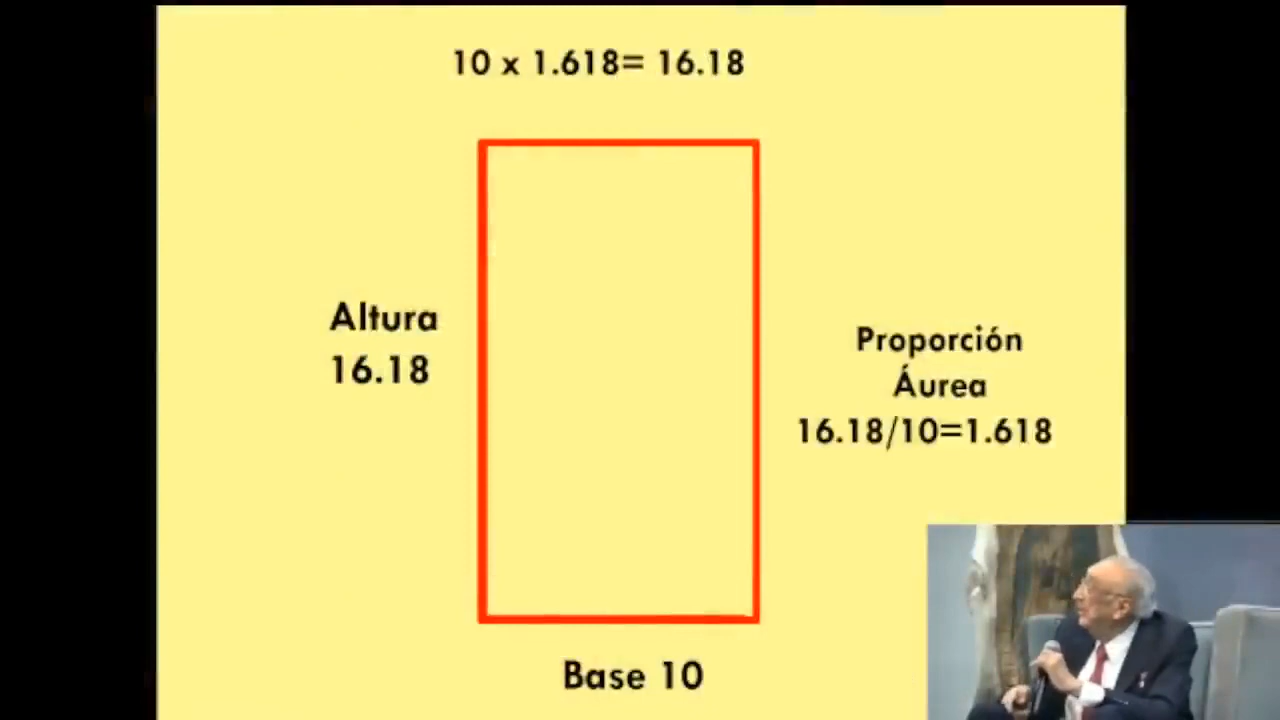 10 x 1.618= 16.18
Altura
16.18
Proporción
Áurea
16.18/10=1.618
Base 10